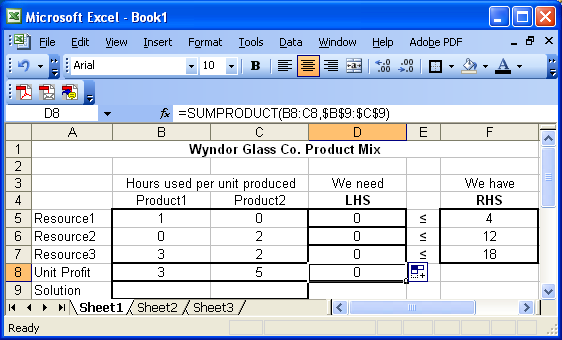 Microsoft Excel - Book1
File Edit View Insert Format Tools Data Window Help Adobe PDF
Arial 10 B
D8 fx =SUMPRODUCT(B8:C8,$B$9:$C$9)
A B C D E F
1 Wyndor Glass Co. Product Mix
2
3 Hours used per unit produced We need We have
4 Product1 Product2 LHS RHS
5 Resource1 1 0 0 ≤ 4
6 Resource2 0 2 0 ≤ 12
7 Resource3 3 2 0 ≤ 18
8 Unit Profit 3 5 0
9 Solution
Sheet1 Sheet2 Sheet3
Ready